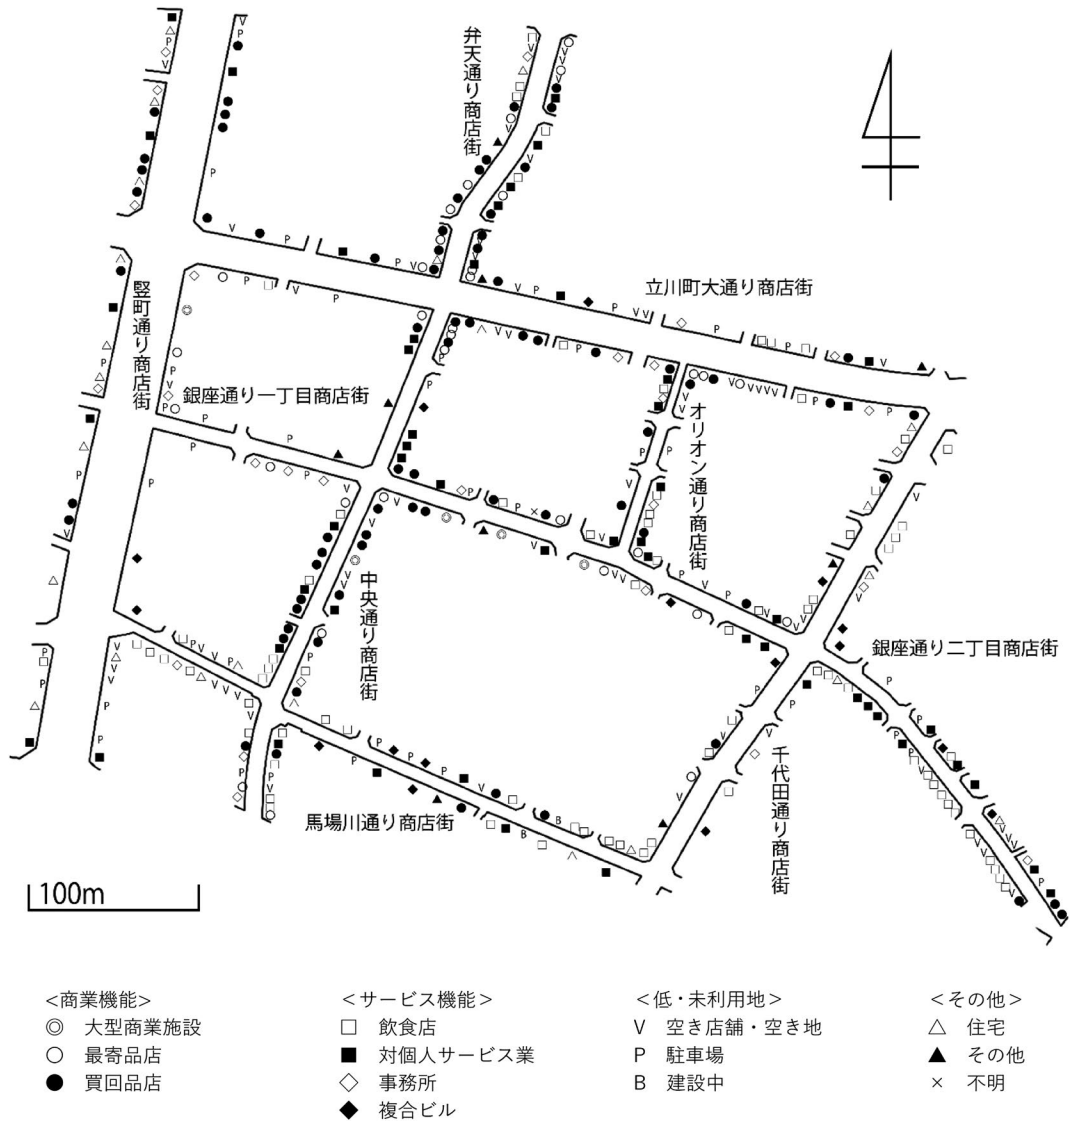 弁天通り商店街
立川町大通り商店街
竪町通り商店街
銀座通り一丁目商店街
オリオン通り商店街
中央通り商店街
銀座通り二丁目商店街
千代田通り商店街
馬場川通り商店街
100m
<商業機能>
◎ 大型商業施設
○ 最寄品店
● 買回品店
<サービス機能>
□ 飲食店
■ 対個人サービス業
◇ 事務所
◆ 複合ビル
<低・未利用地>
V 空き店舗・空き地
P 駐車場
B 建設中
<その他>
△ 住宅
▲ その他
× 不明